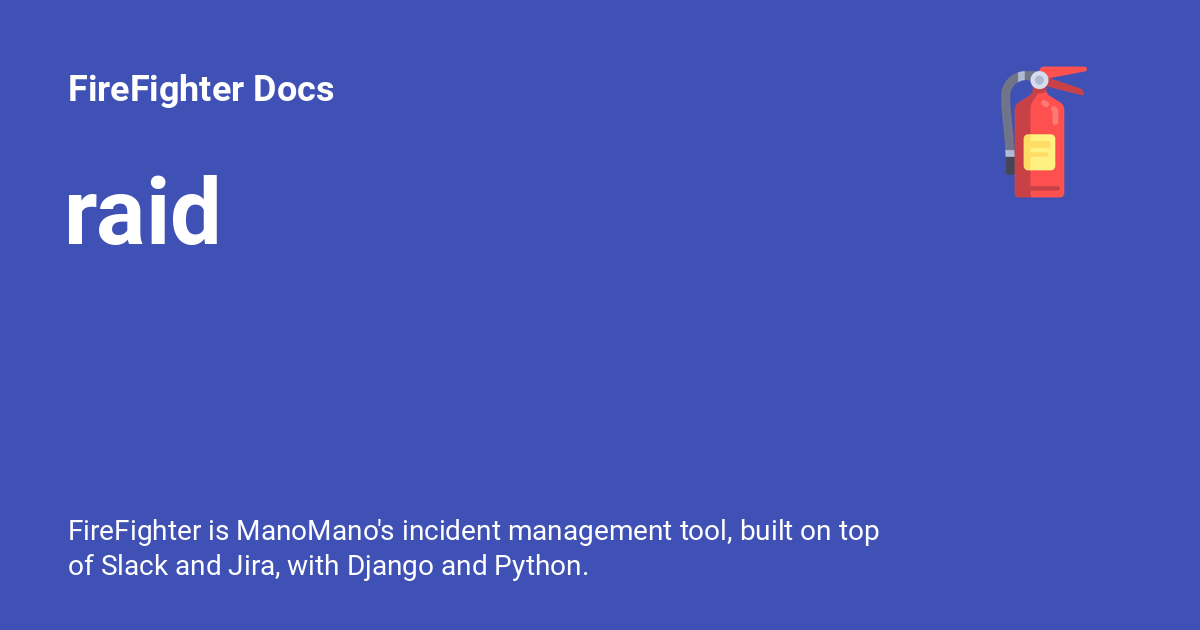 FireFighter Docs
raid
FireFighter is ManoMano's incident management tool, built on top
of Slack and Jira, with Django and Python.